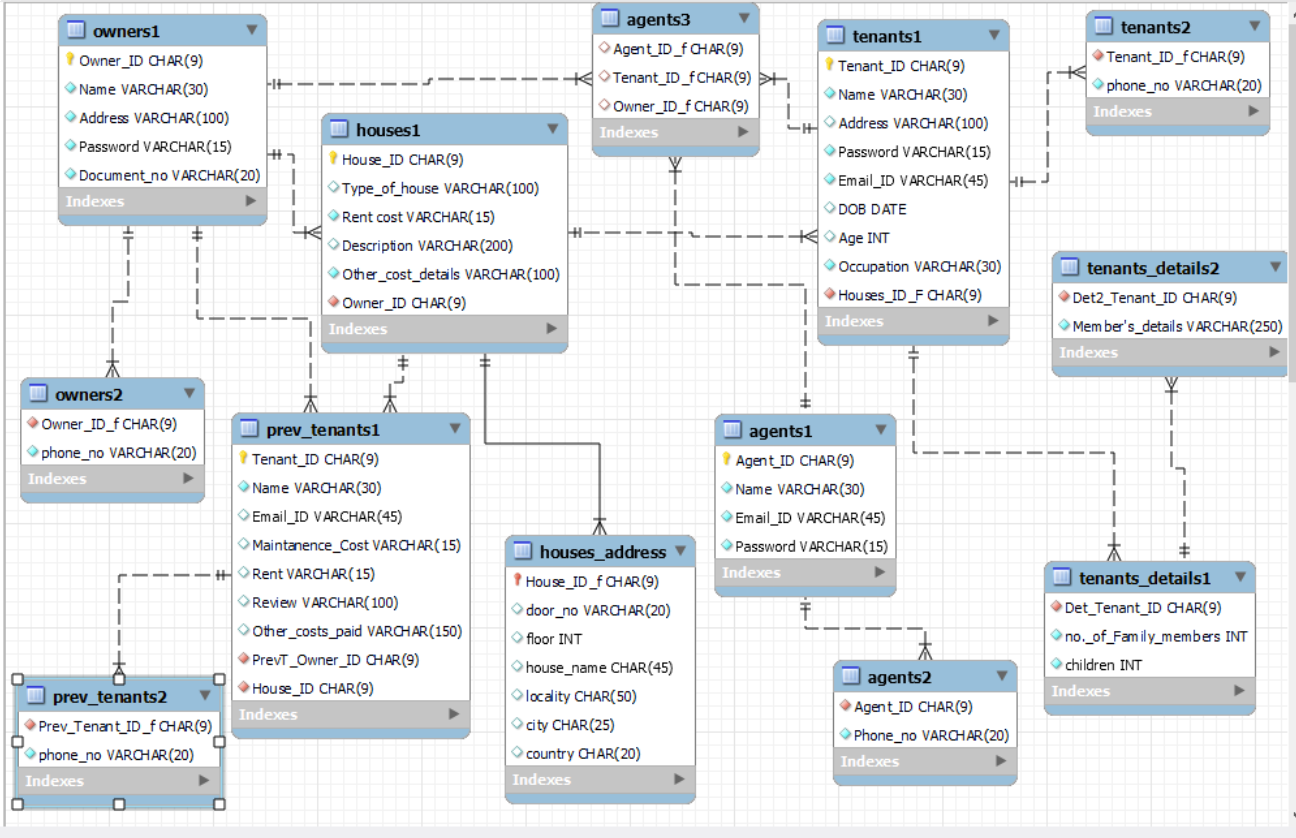 owners1
Owner_ID CHAR(9)
Name VARCHAR(30)
Address VARCHAR(100)
Password VARCHAR(15)
Document_no VARCHAR(20)
Indexes
agents3
Agent_ID_f CHAR(9)
Tenant_ID_f CHAR(9)
Owner_ID_f CHAR(9)
Indexes
tenants1
Tenant_ID CHAR(9)
Name VARCHAR(30)
Address VARCHAR(100)
Password VARCHAR(15)
Email_ID VARCHAR(45)
DOB DATE
Age INT
Occupation VARCHAR(30)
Houses_ID_F CHAR(9)
Indexes
tenants2
Tenant_ID_f CHAR(9)
phone_no VARCHAR(20)
Indexes
houses1
House_ID CHAR(9)
Type_of_house VARCHAR(100)
Rent cost VARCHAR(15)
Description VARCHAR(200)
Other_cost_details VARCHAR(100)
Owner_ID CHAR(9)
Indexes
tenants_details2
Det2_Tenant_ID CHAR(9)
Member's_details VARCHAR(250)
Indexes
owners2
Owner_ID_f CHAR(9)
phone_no VARCHAR(20)
Indexes
prev_tenants1
Tenant_ID CHAR(9)
Name VARCHAR(30)
Email_ID VARCHAR(45)
Maintanence_Cost VARCHAR(15)
Rent VARCHAR(15)
Review VARCHAR(100)
Other_costs_paid VARCHAR(150)
PrevT_Owner_ID CHAR(9)
House_ID CHAR(9)
Indexes
agents1
Agent_ID CHAR(9)
Name VARCHAR(30)
Email_ID VARCHAR(45)
Password VARCHAR(15)
Indexes
houses_address
House_ID_f CHAR(9)
door_no VARCHAR(20)
floor INT
house_name CHAR(45)
locality CHAR(50)
city CHAR(25)
country CHAR(20)
Indexes
tenants_details1
Det_Tenant_ID CHAR(9)
no._of_Family_members INT
children INT
Indexes
prev_tenants2
Prev_Tenant_ID_f CHAR(9)
phone_no VARCHAR(20)
Indexes
agents2
Agent_ID CHAR(9)
Phone_no VARCHAR(20)
Indexes